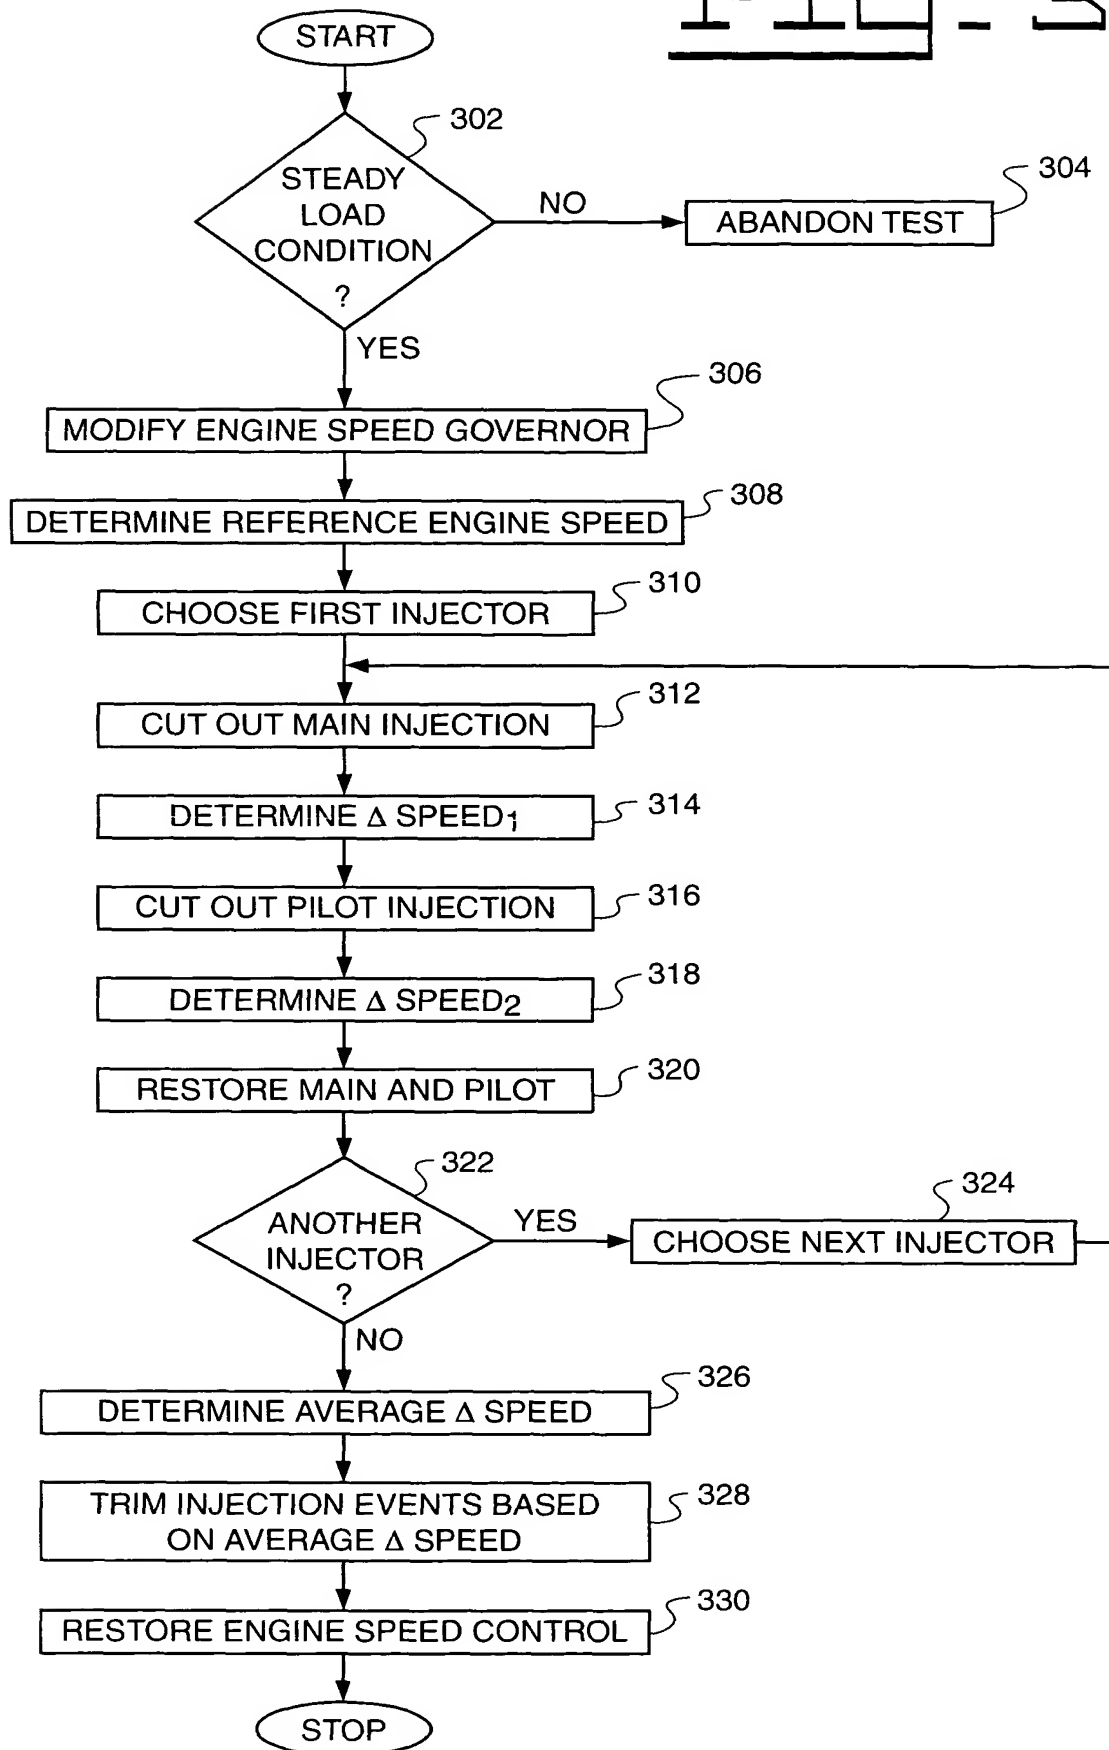 START
302
STEADY
LOAD
CONDITION
?
NO
304
ABANDON TEST
YES
306
MODIFY ENGINE SPEED GOVERNOR
308
DETERMINE REFERENCE ENGINE SPEED
310
CHOOSE FIRST INJECTOR
312
CUT OUT MAIN INJECTION
314
DETERMINE Δ SPEED1
316
CUT OUT PILOT INJECTION
318
DETERMINE Δ SPEED2
320
RESTORE MAIN AND PILOT
322
ANOTHER
INJECTOR
?
YES
324
CHOOSE NEXT INJECTOR
NO
326
DETERMINE AVERAGE Δ SPEED
328
TRIM INJECTION EVENTS BASED
ON AVERAGE Δ SPEED
330
RESTORE ENGINE SPEED CONTROL
STOP